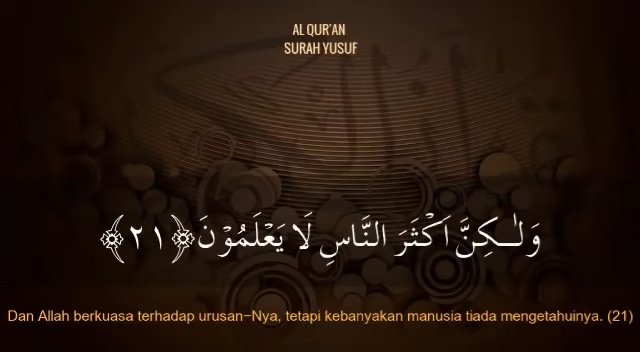 AL QUR'AN
SURAH YUSUF
وَلٰـكِنَّ اَكْثَرَ النَّاسِ لَا يَعْلَمُوْنَ ﴿٢١﴾
Dan Allah berkuasa terhadap urusan-Nya, tetapi kebanyakan manusia tiada mengetahuinya. (21)